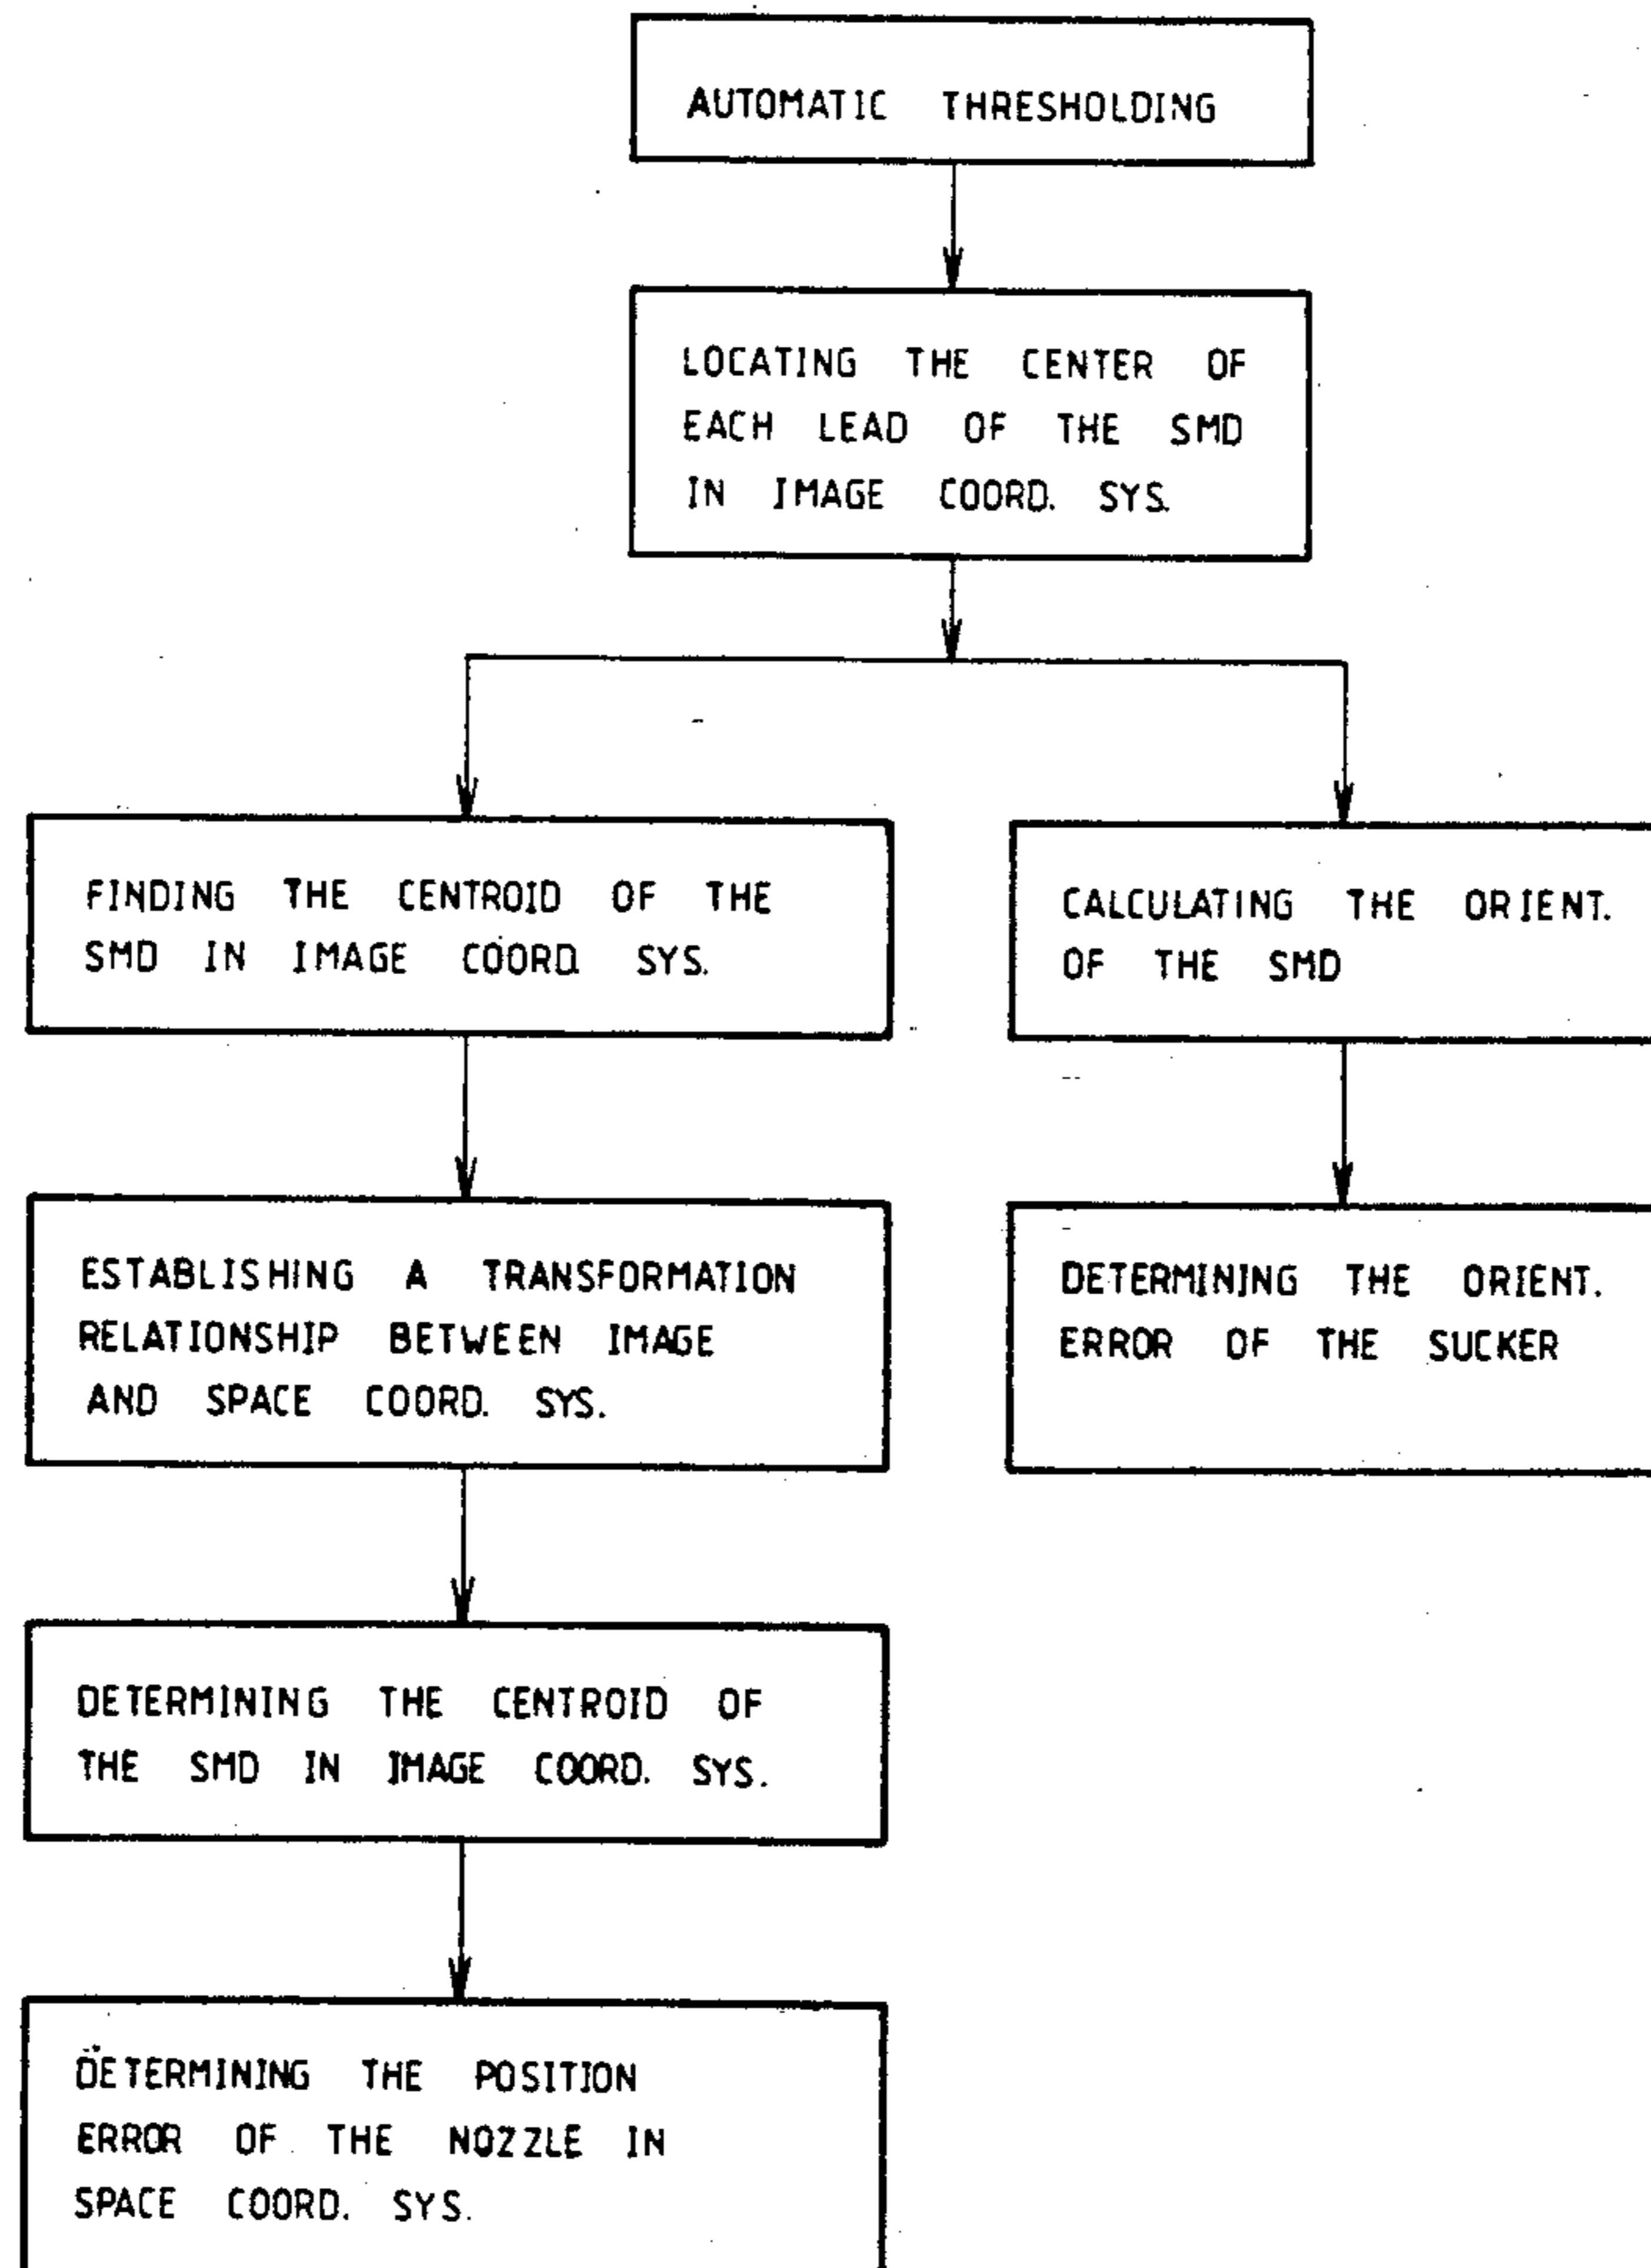 AUTOMATIC THRESHOLDING
LOCATING THE CENTER OF
EACH LEAD OF THE SMD
IN IMAGE COORD. SYS.
FINDING THE CENTROID OF THE
SMD IN IMAGE COORD. SYS.
CALCULATING THE ORIENT.
OF THE SMD
ESTABLISHING A TRANSFORMATION
RELATIONSHIP BETWEEN IMAGE
AND SPACE COORD. SYS.
DETERMINING THE ORIENT.
ERROR OF THE SUCKER
DETERMINING THE CENTROID OF
THE SMD IN IMAGE COORD. SYS.
DETERMINING THE POSITION
ERROR OF THE NOZZLE IN
SPACE COORD. SYS.